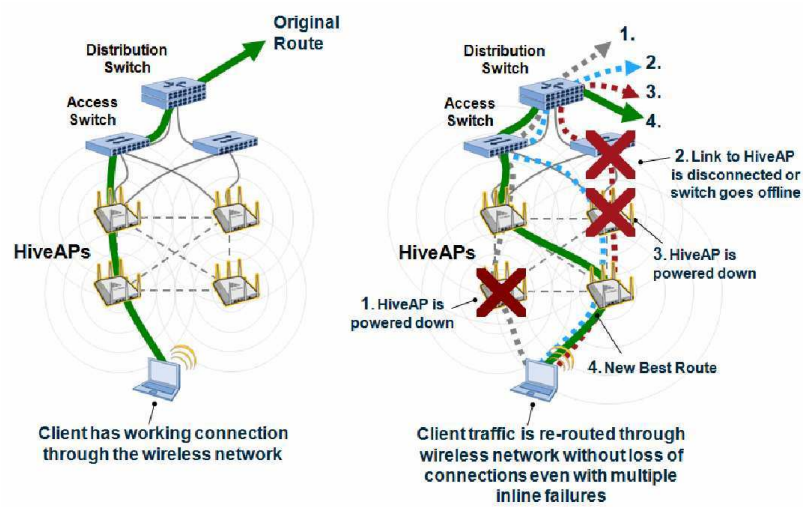 Original
Route
Distribution
Switch
Access
Switch
HiveAPs
Client has working connection
through the wireless network
1.
2.
3.
4.
Distribution
Switch
Access
Switch
2. Link to HiveAP
is disconnected or
switch goes offline
HiveAPs
3. HiveAP is
powered down
1. HiveAP is
powered down
4. New Best Route
Client traffic is re-routed through
wireless network without loss of
connections even with multiple
inline failures